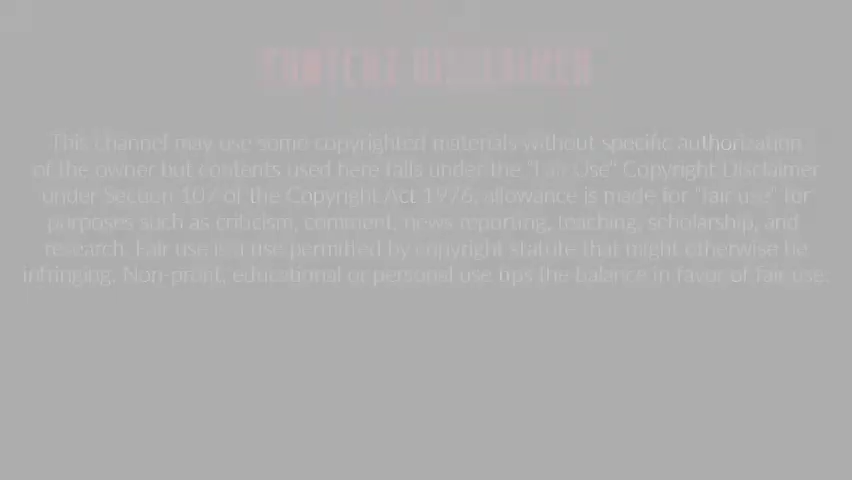 CONTENT DISCLAIMER
This channel may use some copyrighted materials without specific authorization
of the owner but contents used here falls under the "Fair Use" Copyright Disclaimer
under Section 107 of the Copyright Act 1976, allowance is made for "fair use" for
purposes such as criticism, comment, news reporting, teaching, scholarship, and
research. Fair use is a use permitted by copyright statute that might otherwise be
infringing. Non-profit, educational or personal use tips the balance in favor of fair use.